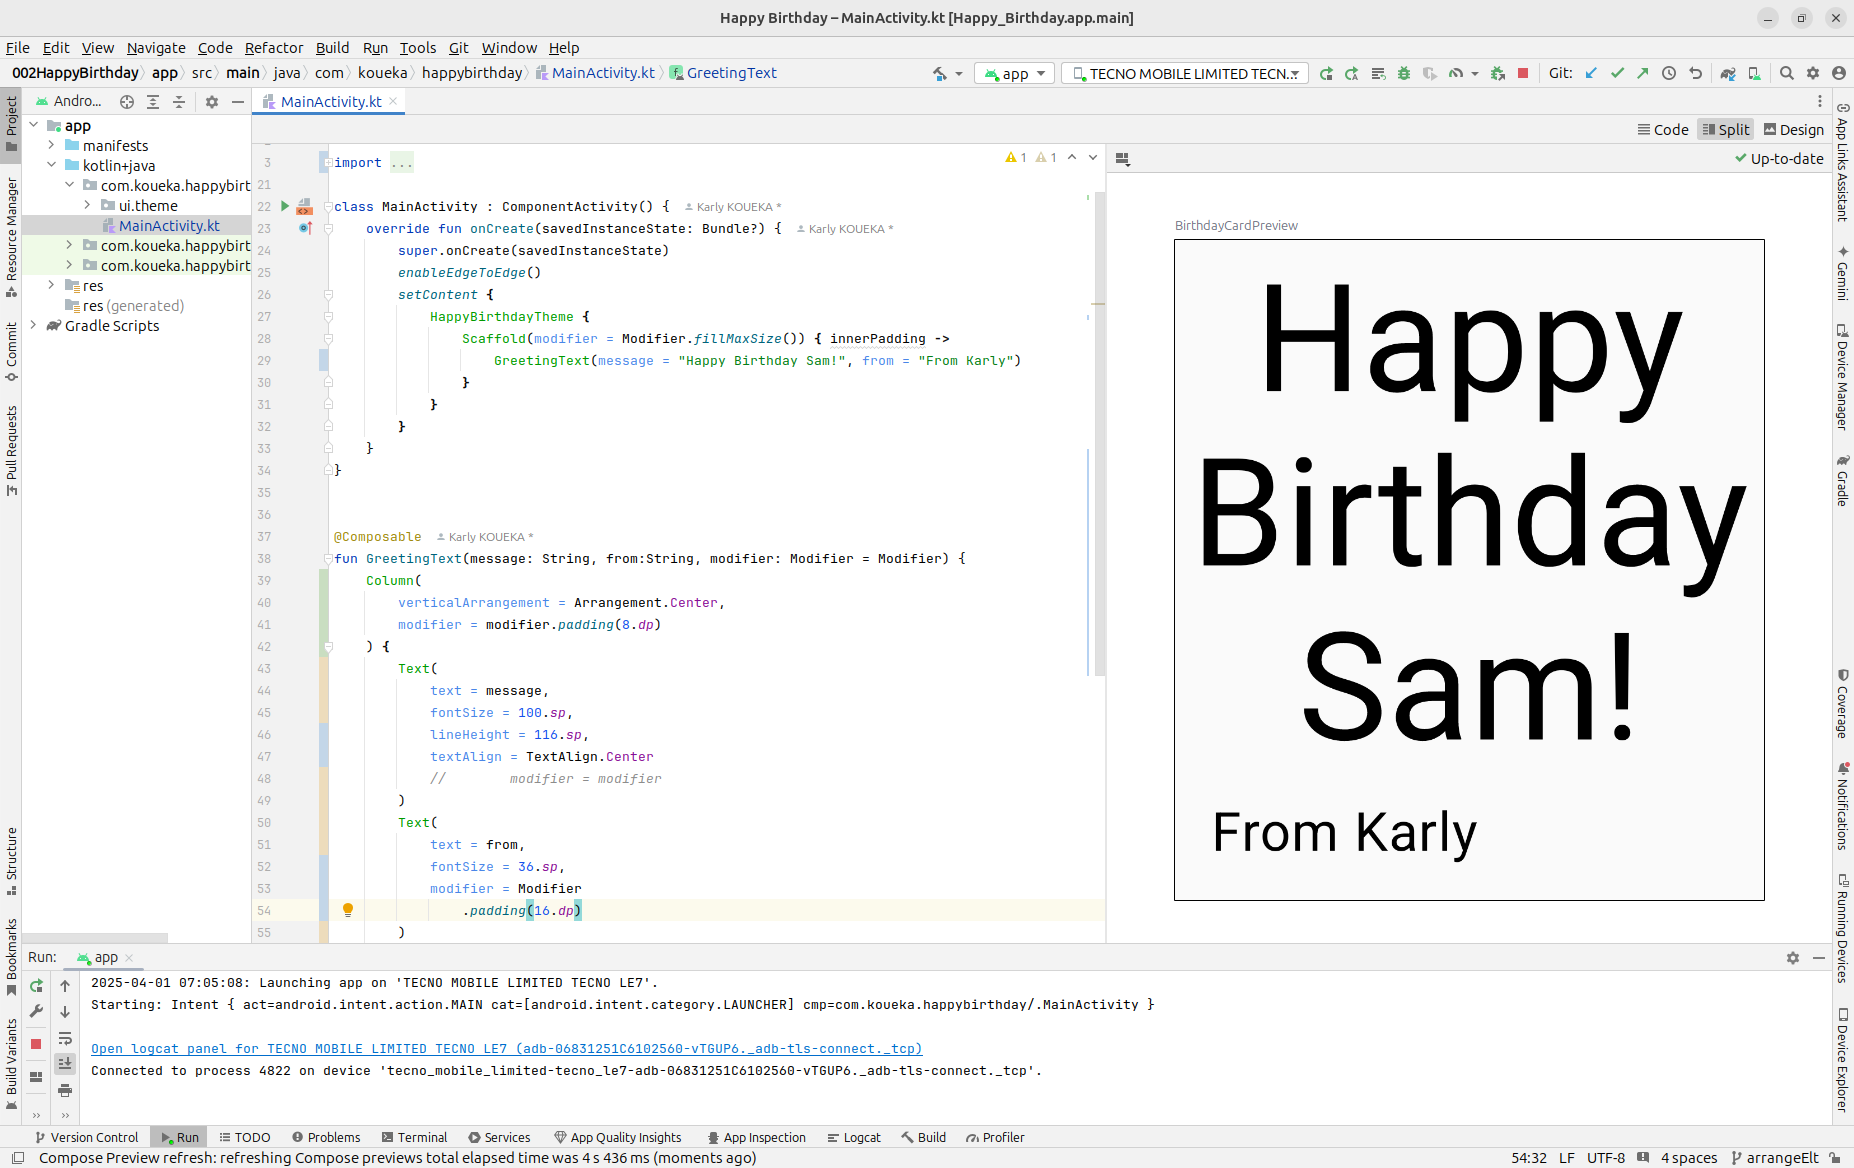 Happy Birthday – MainActivity.kt [Happy_Birthday.app.main]
File Edit View Navigate Code Refactor Build Run Tools Git Window Help
002HappyBirthday app src main java com koueka happybirthday MainActivity.kt GreetingText
app
TECNO MOBILE LIMITED TECN...
Git:
Project
Resource Manager
Commit
Pull Requests
Structure
Bookmarks
Build Variants
Andro...
app
manifests
kotlin+java
com.koueka.happybirt
ui.theme
MainActivity.kt
com.koueka.happybirt
com.koueka.happybirt
res
res (generated)
Gradle Scripts
MainActivity.kt
Code Split Design
1 1
Up-to-date
3 import ...
21
22 class MainActivity : ComponentActivity() { Karly KOUEKA *
23 override fun onCreate(savedInstanceState: Bundle?) { Karly KOUEKA *
24 super.onCreate(savedInstanceState)
25 enableEdgeToEdge()
26 setContent {
27 HappyBirthdayTheme {
28 Scaffold(modifier = Modifier.fillMaxSize()) { innerPadding ->
29 GreetingText(message = "Happy Birthday Sam!", from = "From Karly")
30 }
31 }
32 }
33 }
34 }
35
36
37 @Composable Karly KOUEKA *
38 fun GreetingText(message: String, from:String, modifier: Modifier = Modifier) {
39 Column(
40 verticalArrangement = Arrangement.Center,
41 modifier = modifier.padding(8.dp)
42 ) {
43 Text(
44 text = message,
45 fontSize = 100.sp,
46 lineHeight = 116.sp,
47 textAlign = TextAlign.Center
48 // modifier = modifier
49 )
50 Text(
51 text = from,
52 fontSize = 36.sp,
53 modifier = Modifier
54 .padding(16.dp)
55 )
BirthdayCardPreview
Happy
Birthday
Sam!
From Karly
App Links Assistant
Gemini
Device Manager
Gradle
Coverage
Notifications
Running Devices
Device Explorer
Run: app
2025-04-01 07:05:08: Launching app on 'TECNO MOBILE LIMITED TECNO LE7'.
Starting: Intent { act=android.intent.action.MAIN cat=[android.intent.category.LAUNCHER] cmp=com.koueka.happybirthday/.MainActivity }
Open logcat panel for TECNO MOBILE LIMITED TECNO LE7 (adb-06831251C6102560-vTGUP6._adb-tls-connect._tcp)
Connected to process 4822 on device 'tecno_mobile_limited-tecno_le7-adb-06831251C6102560-vTGUP6._adb-tls-connect._tcp'.
Version Control Run TODO Problems Terminal Services App Quality Insights App Inspection Logcat Build Profiler
Compose Preview refresh: refreshing Compose previews total elapsed time was 4 s 436 ms (moments ago)
54:32 LF UTF-8 4 spaces arrangeElt